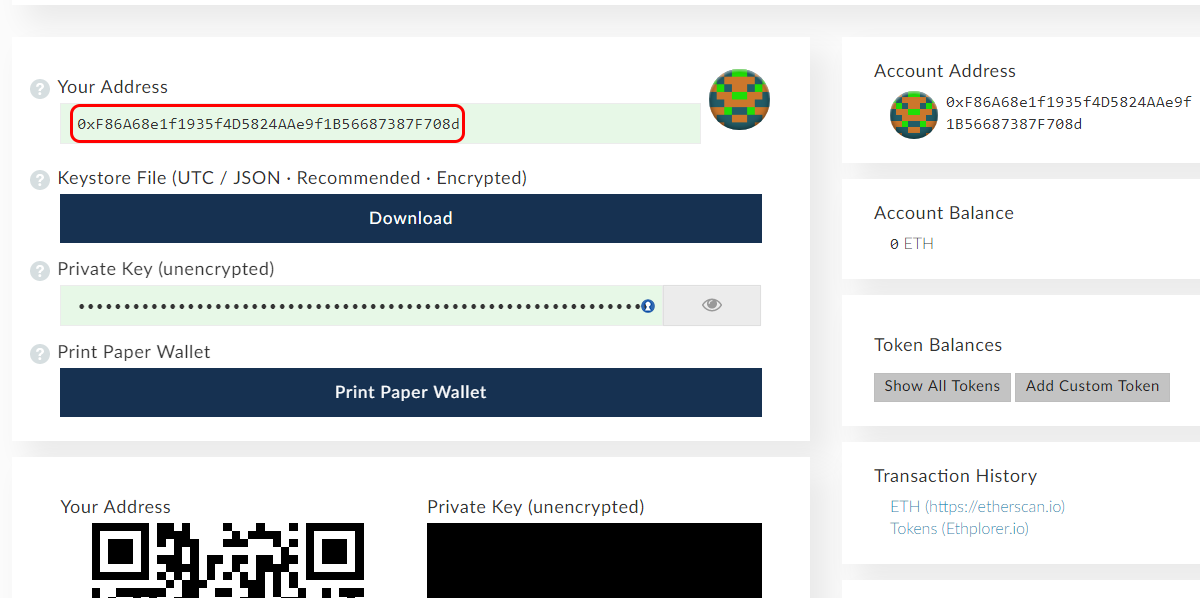 Your Address
0xF86A68e1f1935f4D5824AAe9f1B56687387F708d
Keystore File (UTC / JSON · Recommended · Encrypted)
Download
Private Key (unencrypted)
Print Paper Wallet
Print Paper Wallet
Your Address
Private Key (unencrypted)
Account Address
0xF86A68e1f1935f4D5824AAe9f
1B56687387F708d
Account Balance
0 ETH
Token Balances
Show All Tokens
Add Custom Token
Transaction History
ETH (https://etherscan.io)
Tokens (Ethplorer.io)